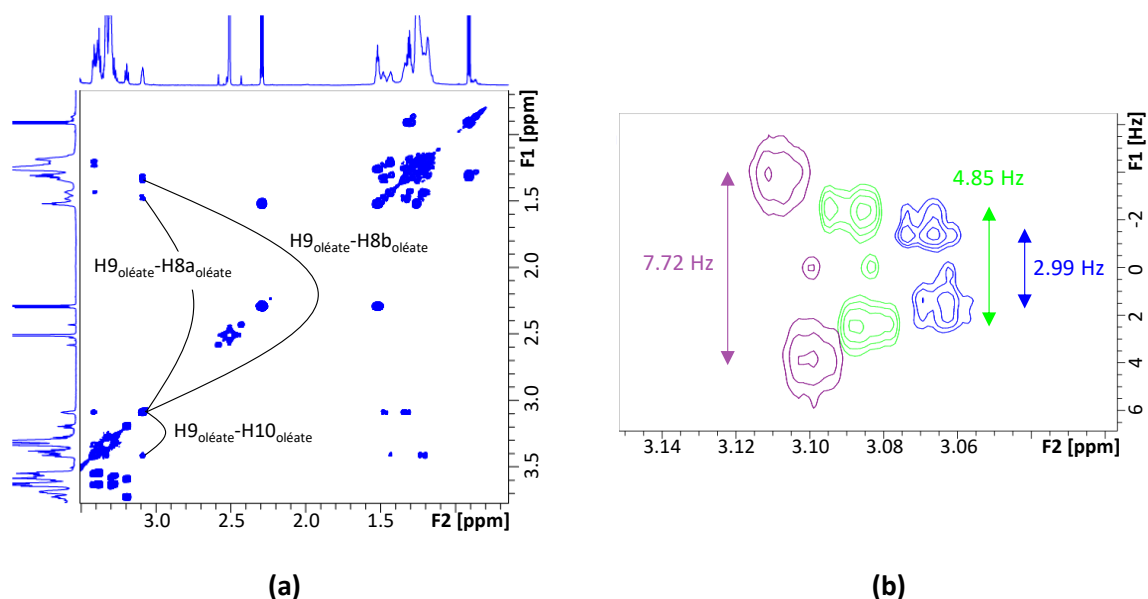 F1 [ppm]
1.5
2.0
2.5
3.0
3.5
H9oléate-H8boléate
H9oléate-H8aoléate
H9oléate-H10oléate
3.0
2.5
2.0
1.5
F2 [ppm]
(a)
F1 [Hz]
-2
0
2
4
6
7.72 Hz
4.85 Hz
2.99 Hz
3.14
3.12
3.10
3.08
3.06
F2 [ppm]
(b)